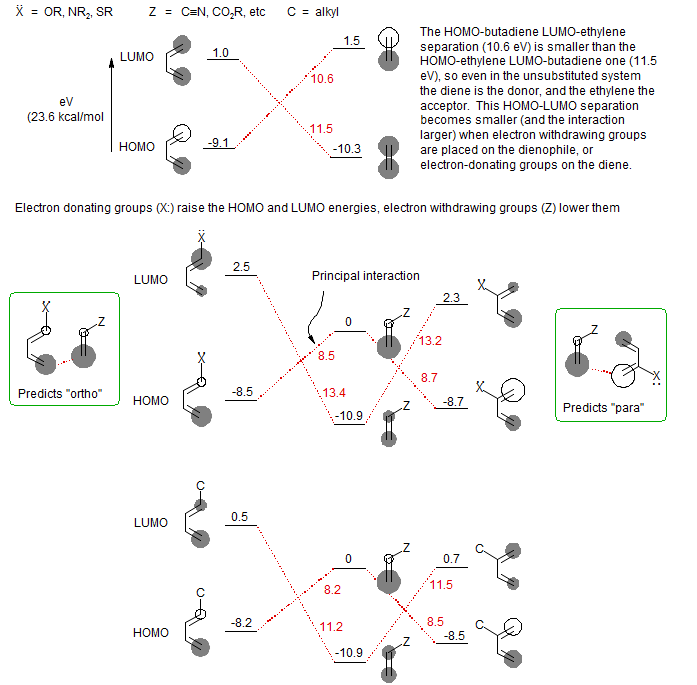 Ẍ = OR, NR2, SR Z = C≡N, CO2R, etc C = alkyl
The HOMO-butadiene LUMO-ethylene
separation (10.6 eV) is smaller than the
HOMO-ethylene LUMO-butadiene one (11.5
eV), so even in the unsubstituted system
the diene is the donor, and the ethylene the
acceptor. This HOMO-LUMO separation
becomes smaller (and the interaction
larger) when electron withdrawing groups
are placed on the dienophile, or
electron-donating groups on the diene.
LUMO
1.0
1.5
10.6
eV
(23.6 kcal/mol
11.5
HOMO
-9.1
-10.3
Electron donating groups (X:) raise the HOMO and LUMO energies, electron withdrawing groups (Z) lower them
Ẍ
LUMO
2.5
Principal interaction
X
2.3
X
Z
Predicts "ortho"
0
Z
8.5
13.2
X
HOMO
-8.5
13.4
8.7
-10.9
Z
X
-8.7
Z
Ẍ
Predicts "para"
C
LUMO
0.5
0
Z
0.7
C
C
HOMO
-8.2
8.2
11.5
11.2
8.5
-10.9
Z
-8.5
C